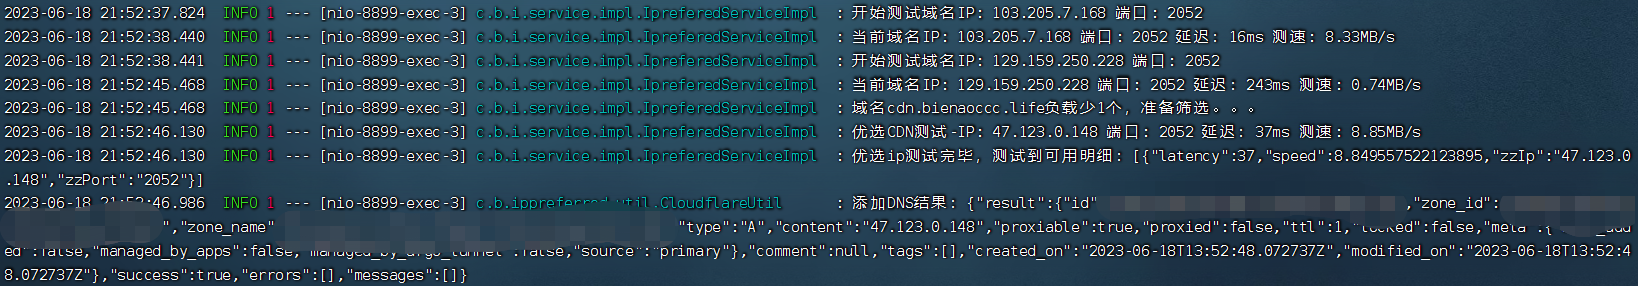 2023-06-18 21:52:37.824  INFO 1 --- [nio-8899-exec-3] c.b.i.service.impl.IpreferedServiceImpl  : 开始测试域名IP: 103.205.7.168 端口: 2052
2023-06-18 21:52:38.440  INFO 1 --- [nio-8899-exec-3] c.b.i.service.impl.IpreferedServiceImpl  : 当前域名IP: 103.205.7.168 端口: 2052 延迟: 16ms 测速: 8.33MB/s
2023-06-18 21:52:38.441  INFO 1 --- [nio-8899-exec-3] c.b.i.service.impl.IpreferedServiceImpl  : 开始测试域名IP: 129.159.250.228 端口: 2052
2023-06-18 21:52:45.468  INFO 1 --- [nio-8899-exec-3] c.b.i.service.impl.IpreferedServiceImpl  : 当前域名IP: 129.159.250.228 端口: 2052 延迟: 243ms 测速: 0.74MB/s
2023-06-18 21:52:45.468  INFO 1 --- [nio-8899-exec-3] c.b.i.service.impl.IpreferedServiceImpl  : 域名cdn.bienaoccc.life负载少1个，准备筛选。。。
2023-06-18 21:52:46.130  INFO 1 --- [nio-8899-exec-3] c.b.i.service.impl.IpreferedServiceImpl  : 优选CDN测试-IP: 47.123.0.148 端口: 2052 延迟: 37ms 测速: 8.85MB/s
2023-06-18 21:52:46.130  INFO 1 --- [nio-8899-exec-3] c.b.i.service.impl.IpreferedServiceImpl  : 优选ip测试完毕，测试到可用明细: [{"latency":37,"speed":8.849557522123895,"zzIp":"47.123.0
.148","zzPort":"2052"}]
2023-06-18 21:52:46.986  INFO 1 --- [nio-8899-exec-3] c.b.ippreferred.util.CloudflareUtil      : 添加DNS结果: {"result":{"id" ,"zone_id":
","zone_name" "type":"A","content":"47.123.0.148","proxiable":true,"proxied":false,"ttl":1,"locked":false,"meta":{
ed":false,"managed_by_apps":false,"managed_by_argo_tunnel":false,"source":"primary"},"comment":null,"tags":[],"created_on":"2023-06-18T13:52:48.072737Z","modified_on":"2023-06-18T13:52:4
8.072737Z"},"success":true,"errors":[],"messages":[]}